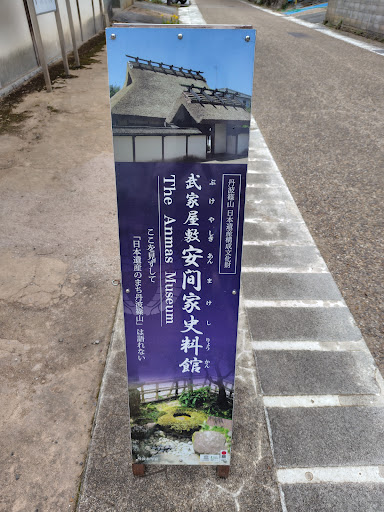 丹波篠山 日本遺産構成文化財
ぶけやしきあんまけしりょうかん
武家屋敷安間家史料館
The Anmas Museum
ここを見ずして
「日本遺産のまち丹波篠山」は語れない